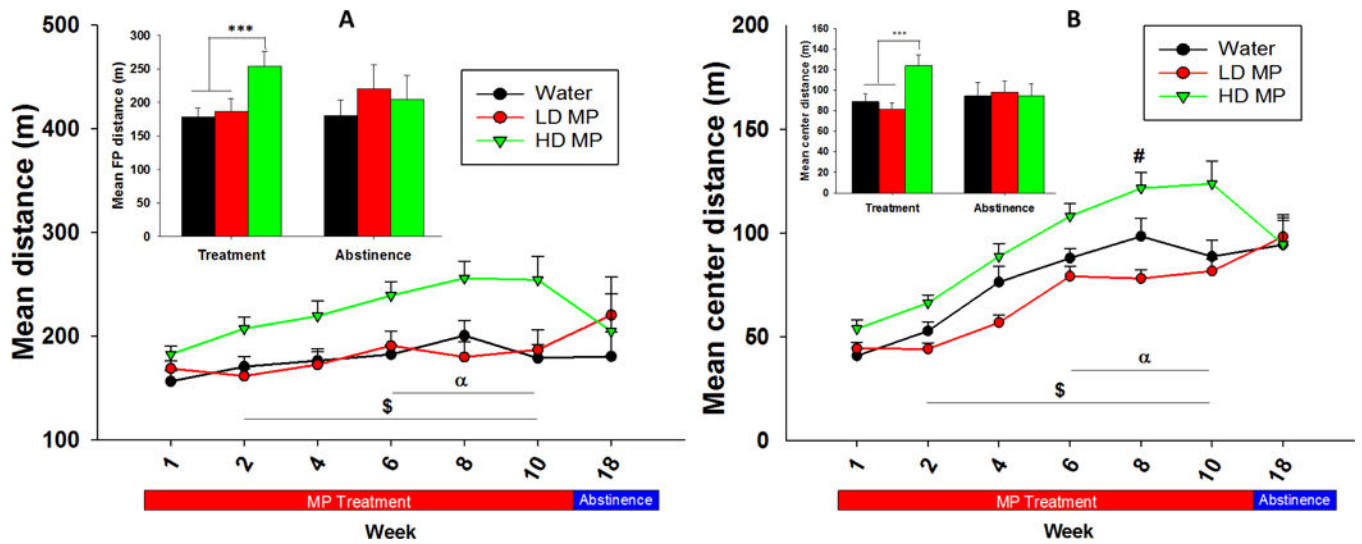 A
Mean distance (m)
500
400
300
200
100
Mean FP distance (m)
300
250
200
150
100
50
0
***
Treatment
Abstinence
Water
LD MP
HD MP
α
$
1
2
4
6
8
10
18
MP Treatment
Abstinence
Week
B
Mean center distance (m)
200
150
100
50
0
Mean center distance (m)
160
140
120
100
80
60
40
20
0
***
Treatment
Abstinence
Water
LD MP
HD MP
#
α
$
1
2
4
6
8
10
18
MP Treatment
Abstinence
Week